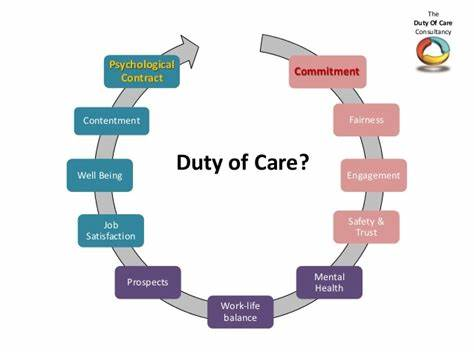 The
Duty Of Care
Consultancy
Psychological
Contract
Commitment
Contentment
Fairness
Duty of Care?
Well Being
Engagement
Job
Satisfaction
Safety &
Trust
Prospects
Mental
Health
Work-life
balance